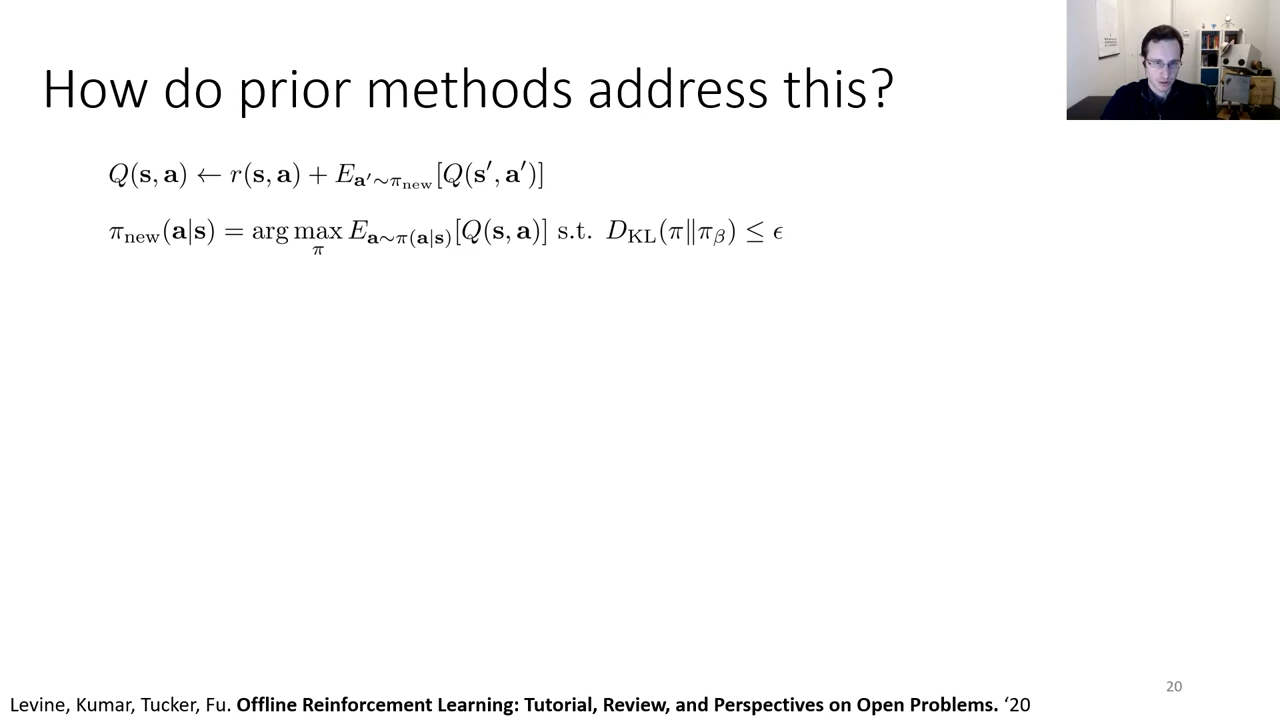 How do prior methods address this?
Q(s, a) ← r(s, a) + E_{a′∼π_new}[Q(s′, a′)]
π_new(a|s) = arg max_π E_{a∼π(a|s)}[Q(s, a)] s.t. D_KL(π‖π_β) ≤ ϵ
20
Levine, Kumar, Tucker, Fu. Offline Reinforcement Learning: Tutorial, Review, and Perspectives on Open Problems. ‘20